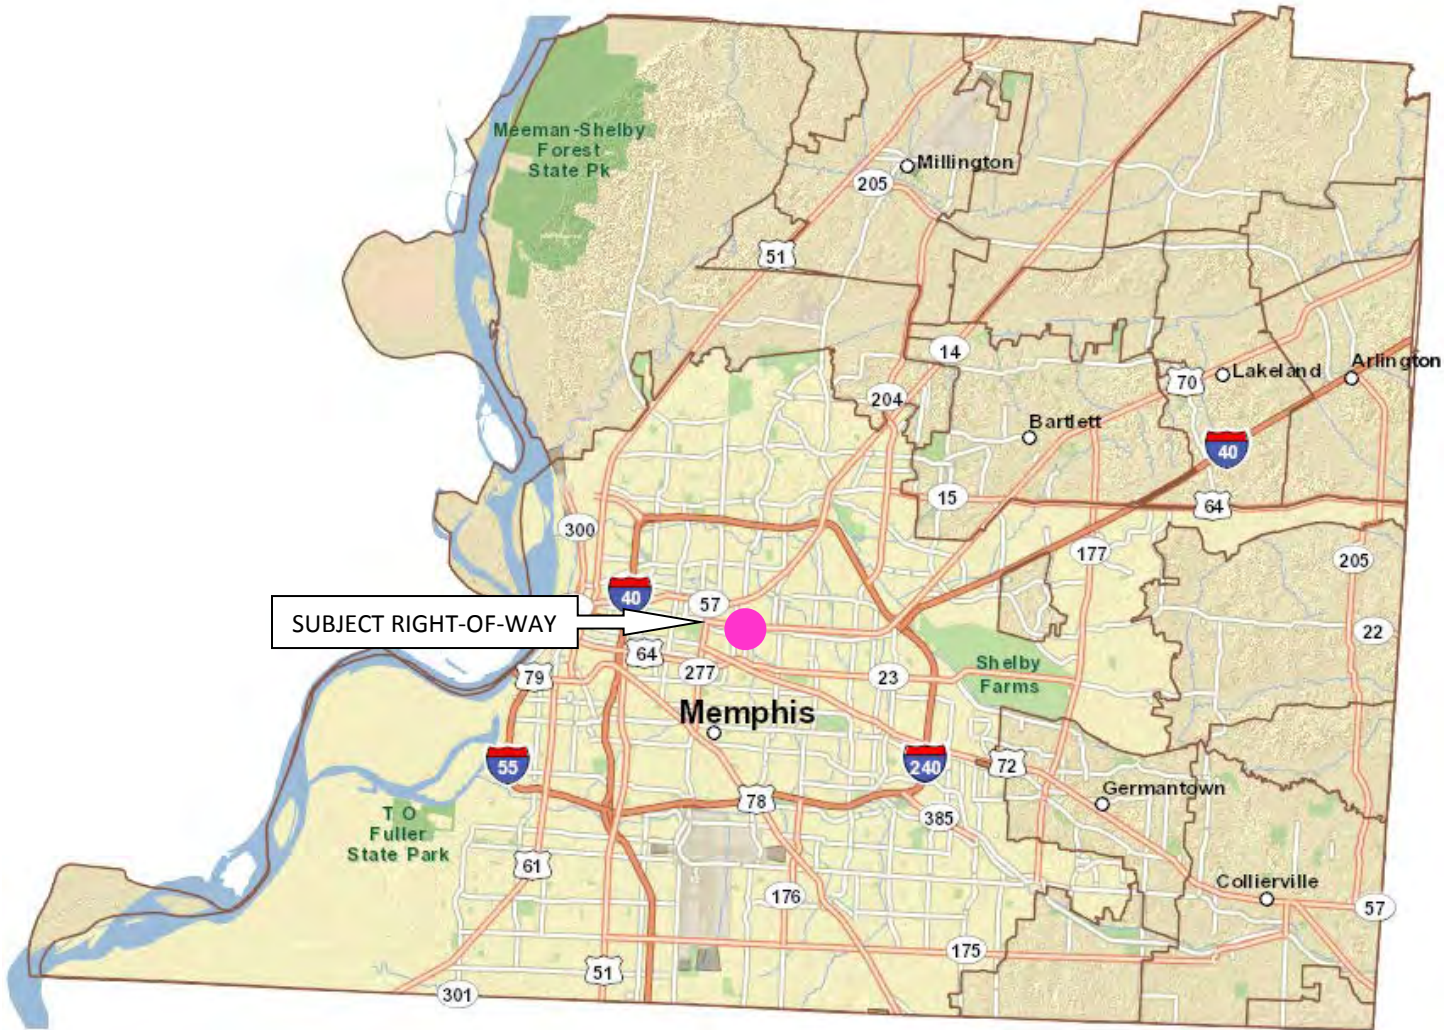 Meeman-Shelby
Forest
State Pk
Millington
205
51
14
Arlington
Lakeland
70
204
Bartlett
40
15
64
300
177
205
40
57
SUBJECT RIGHT-OF-WAY
22
64
Shelby
Farms
79
277
23
Memphis
55
240
72
78
Germantown
T O
Fuller
State Park
385
61
Collierville
176
57
175
51
301